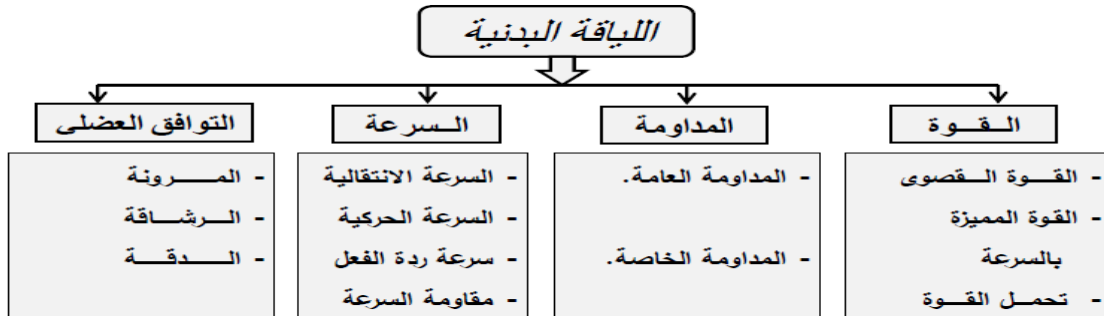 اللياقة البدنية
القوة
المداومة
السرعة
التوافق العضلى
- القوة القصوى
- القوة المميزة
بالسرعة
- تحمل القوة
- المداومة العامة.
- المداومة الخاصة.
- السرعة الانتقالية
- السرعة الحركية
- سرعة ردة الفعل
- مقاومة السرعة
- المرونة
- الرشاقة
- الدقة